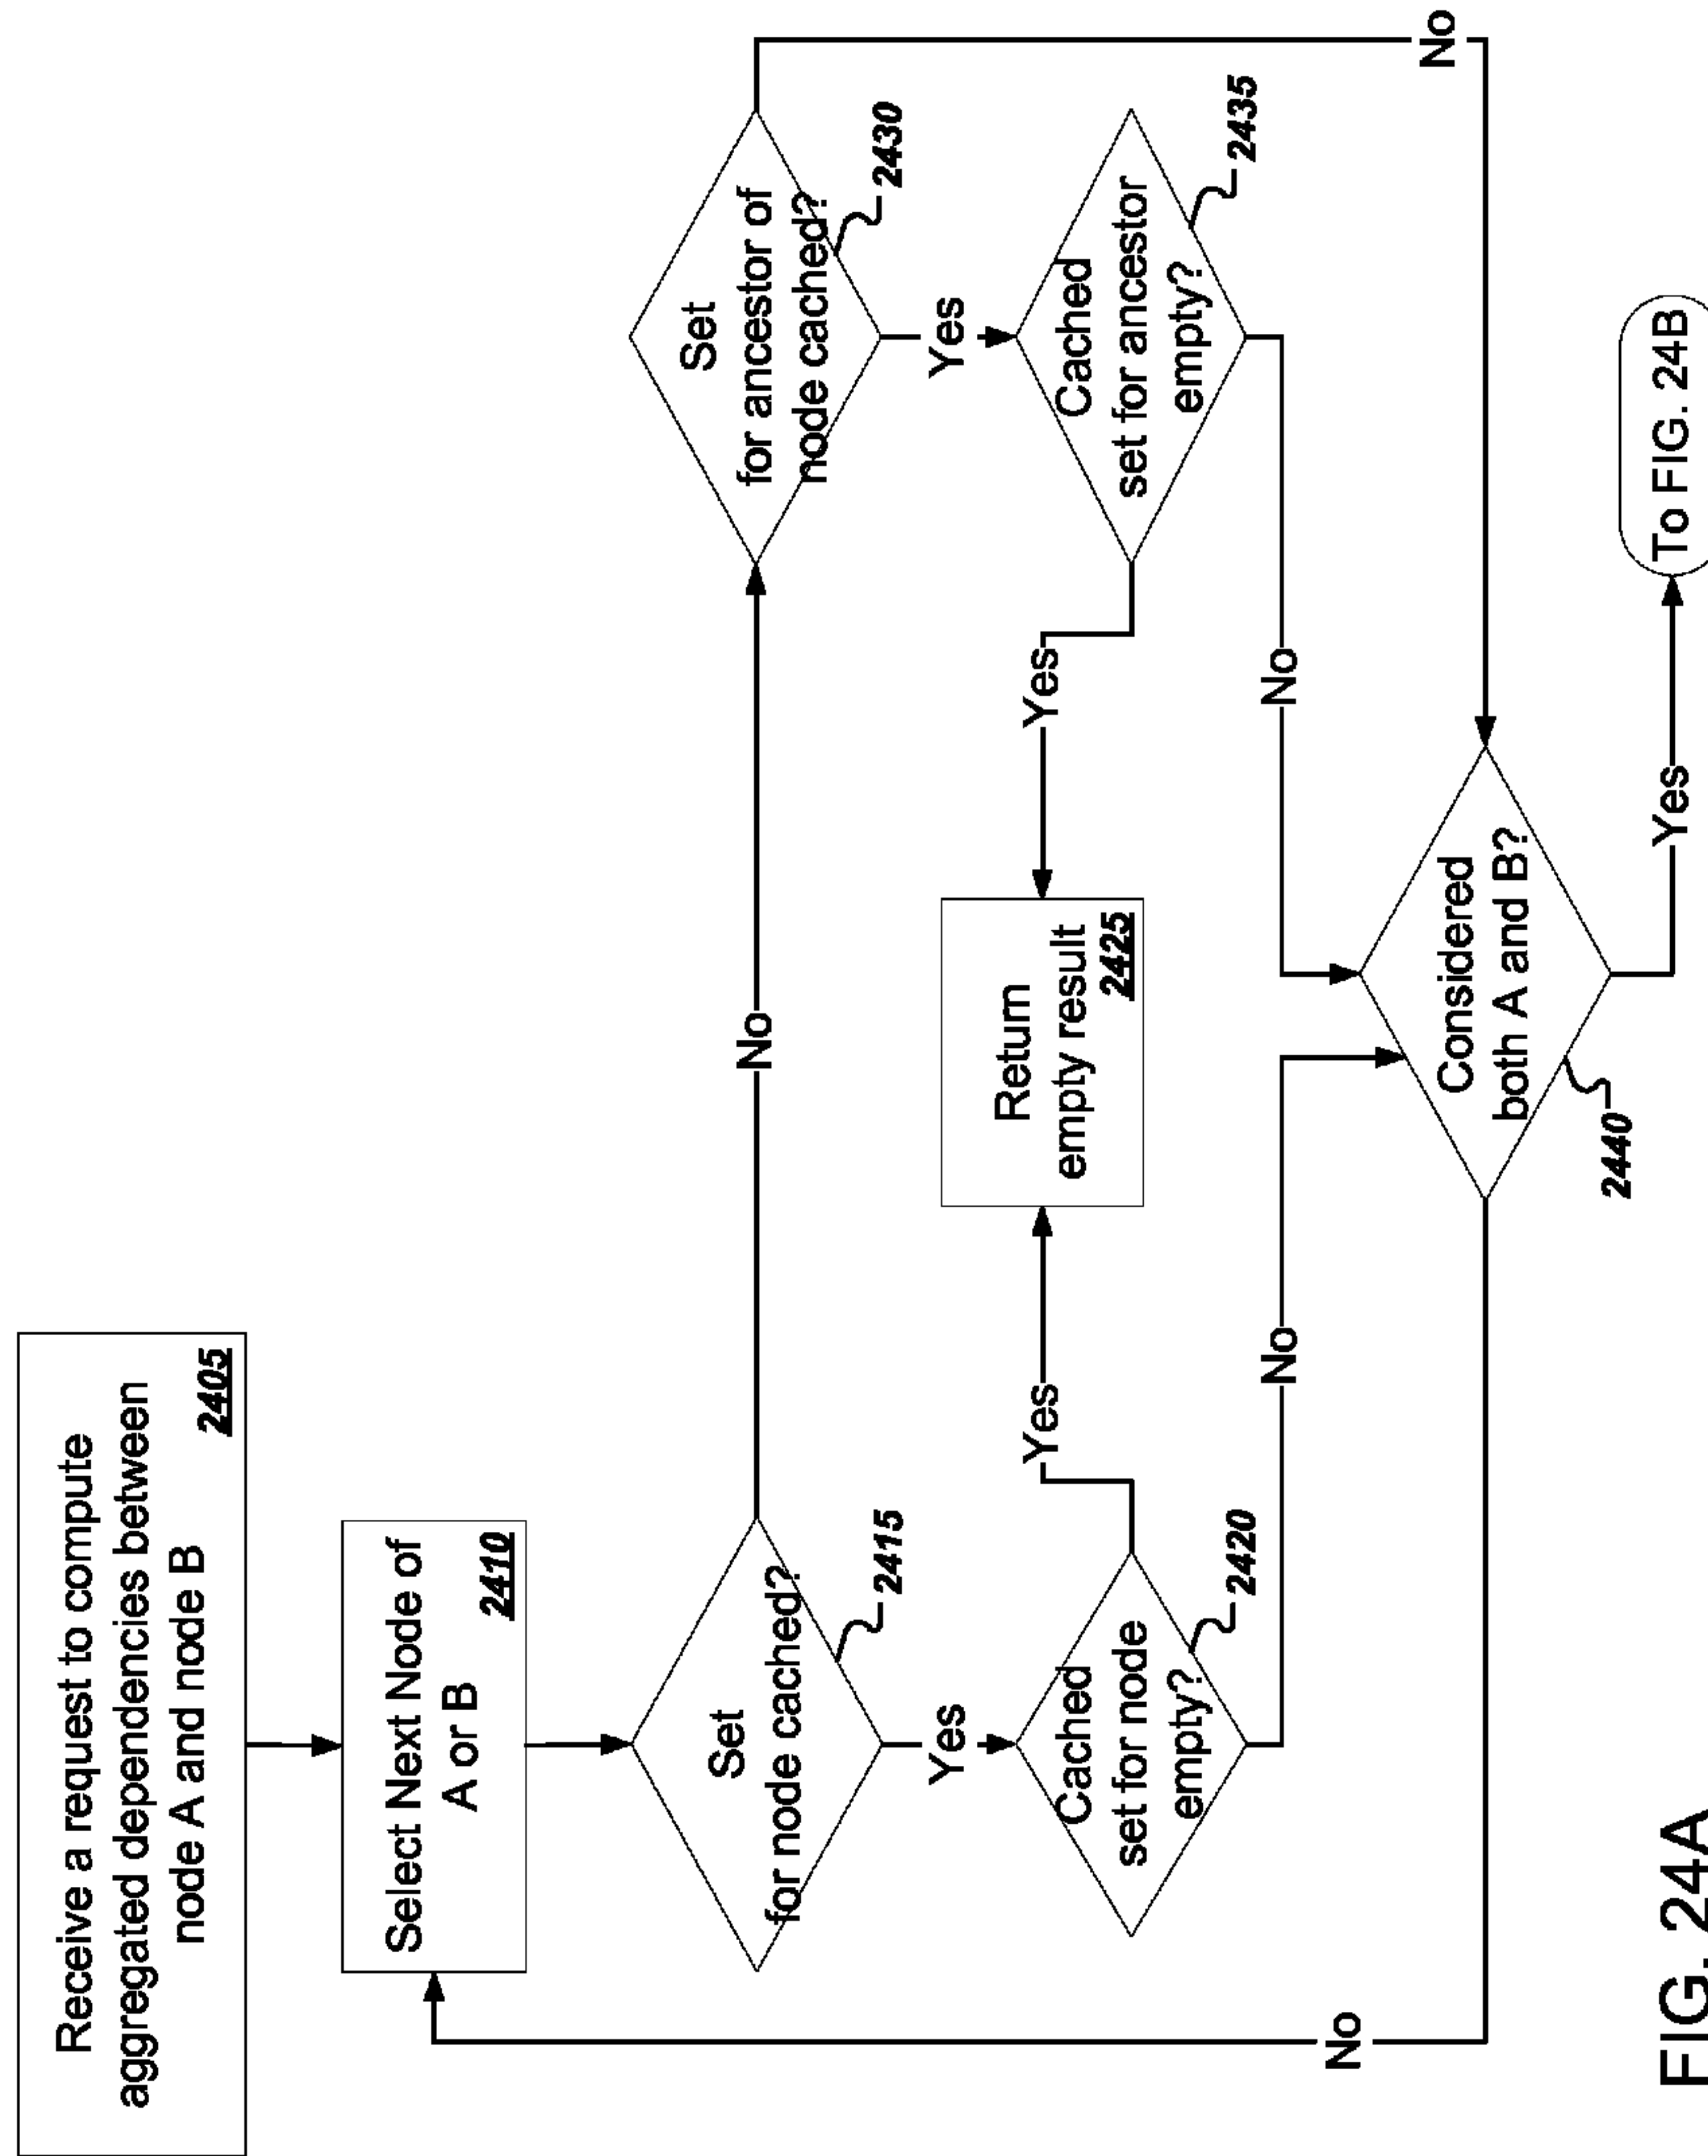 Receive a request to compute
aggregated dependencies between
node A and node B
2405
Select Next Node of
A or B
2410
Set
for node cached?
2415
No
Set
for ancestor of
node cached?
2430
Yes
Yes
Cached
set for node
empty?
2420
Yes
Return
empty result
2425
Yes
Cached
set for ancestor
empty?
2435
No
No
No
Considered
both A and B?
2440
No
Yes
To FIG. 24B
FIG. 24A